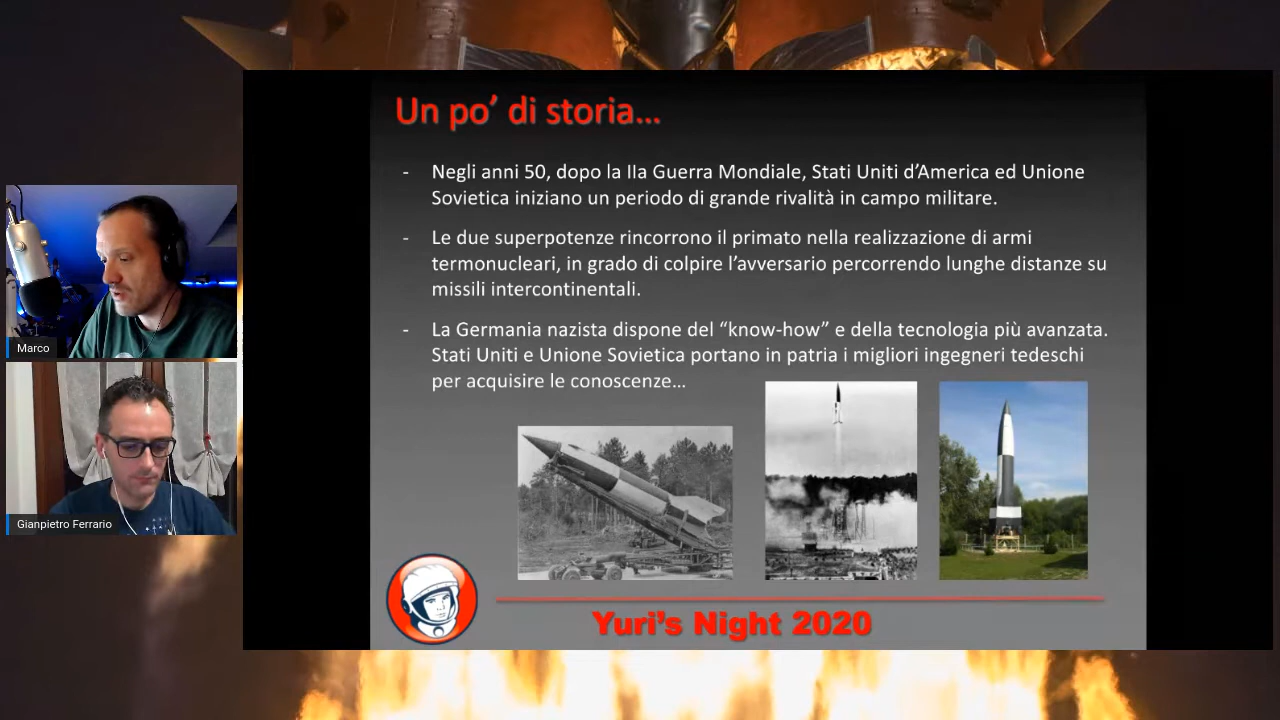 Un po’ di storia...
- Negli anni 50, dopo la IIa Guerra Mondiale, Stati Uniti d’America ed Unione
Sovietica iniziano un periodo di grande rivalità in campo militare.
- Le due superpotenze rincorrono il primato nella realizzazione di armi
termonucleari, in grado di colpire l’avversario percorrendo lunghe distanze su
missili intercontinentali.
- La Germania nazista dispone del “know-how” e della tecnologia più avanzata.
Stati Uniti e Unione Sovietica portano in patria i migliori ingegneri tedeschi
per acquisire le conoscenze...
Yuri’s Night 2020
Marco
Gianpietro Ferrario